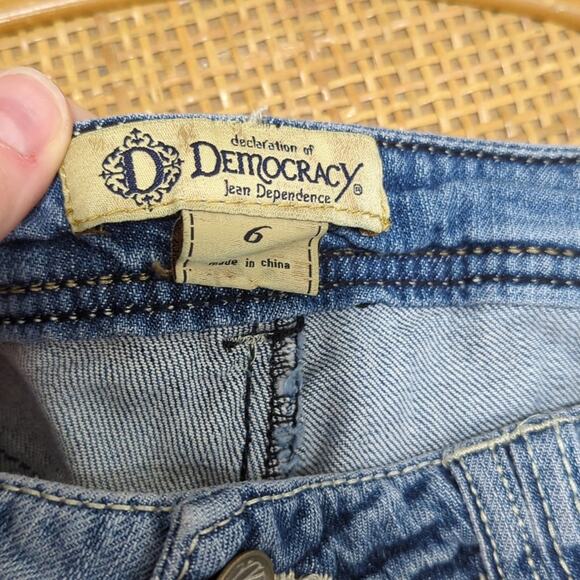 declaration of
D DEMOCRACY®
Jean Dependence
6
made in china